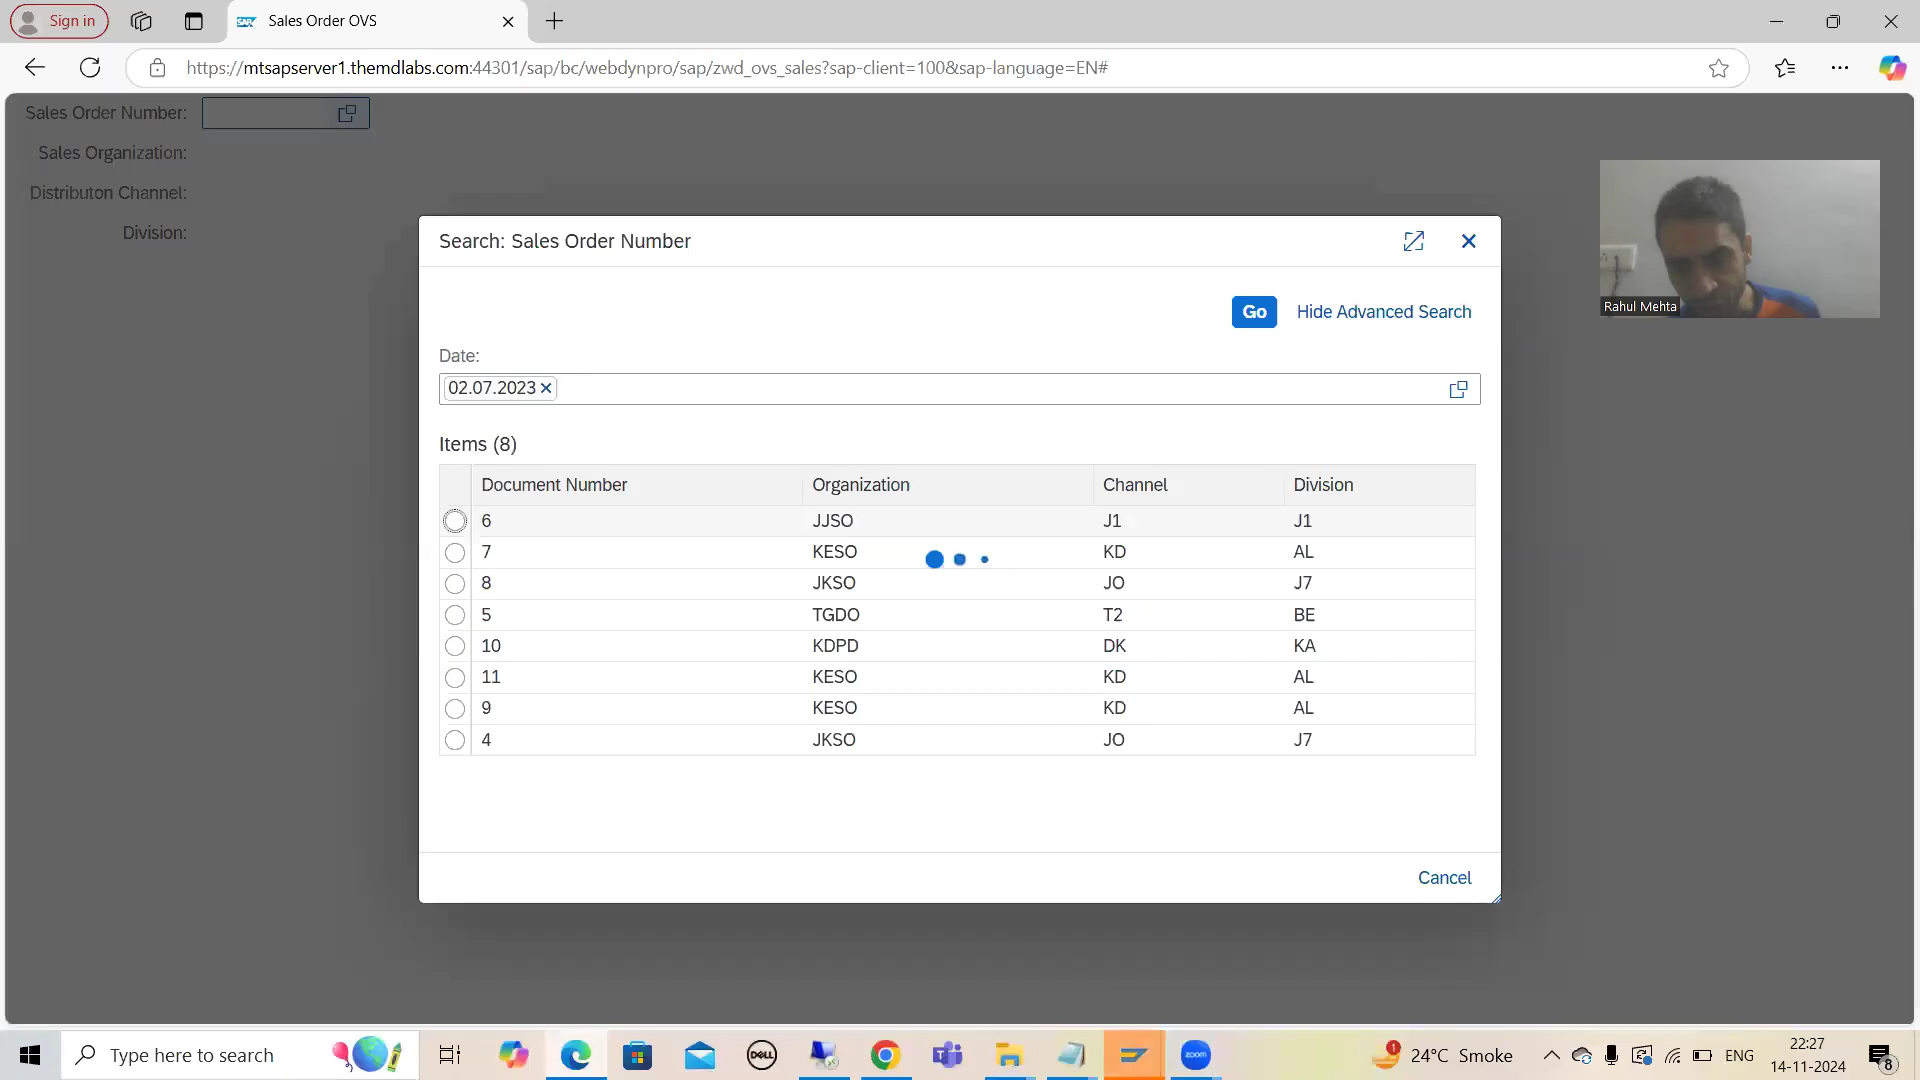 Sign in
SAP
Sales Order OVS
https://mtsapserver1.themdlabs.com:44301/sap/bc/webdynpro/sap/zwd_ovs_sales?sap-client=100&sap-language=EN#
Sales Order Number:
Sales Organization:
Distributon Channel:
Division:
Rahul Mehta
Search: Sales Order Number
Go Hide Advanced Search
Date:
02.07.2023
Items (8)
Document Number Organization Channel Division
6 JJSO J1 J1
7 KESO KD AL
8 JKSO JO J7
5 TGDO T2 BE
10 KDPD DK KA
11 KESO KD AL
9 KESO KD AL
4 JKSO JO J7
Cancel
Type here to search
DELL
zoom
1
24°C Smoke
ENG
22:27
14-11-2024
8